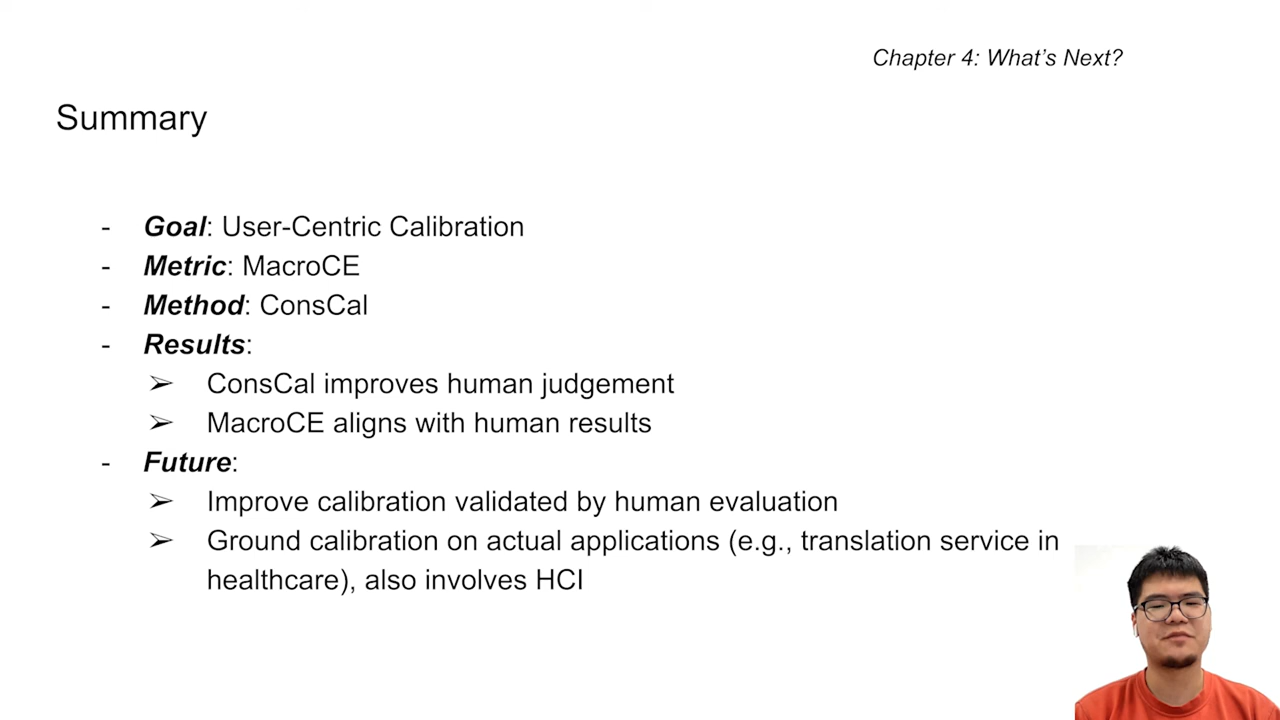 Chapter 4: What's Next?
Summary
- Goal: User-Centric Calibration
- Metric: MacroCE
- Method: ConsCal
- Results:
➢ ConsCal improves human judgement
➢ MacroCE aligns with human results
- Future:
➢ Improve calibration validated by human evaluation
➢ Ground calibration on actual applications (e.g., translation service in
healthcare), also involves HCI